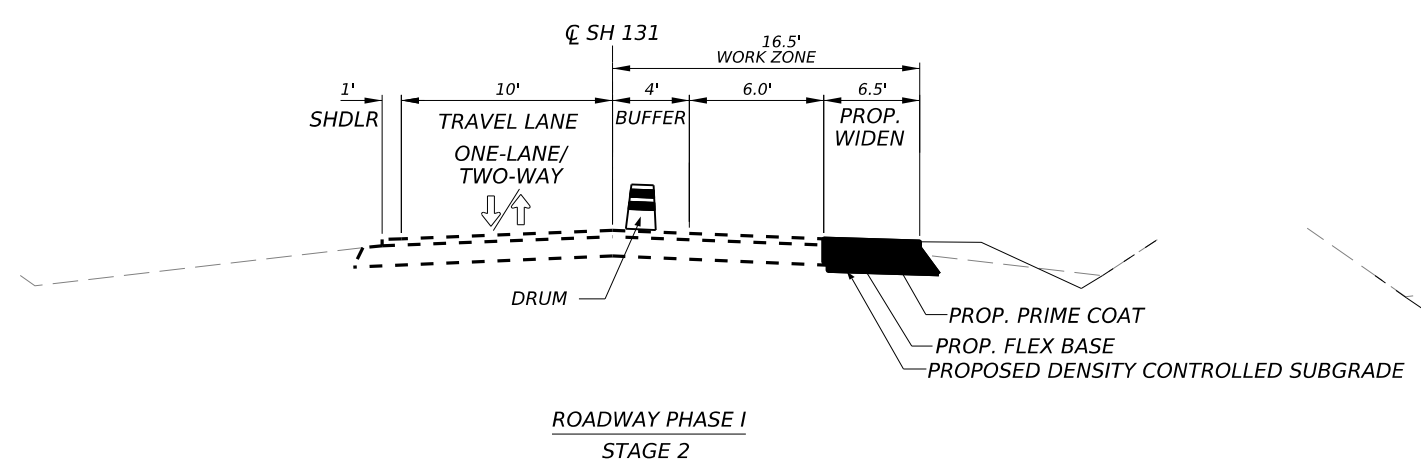 ℄ SH 131
16.5'
WORK ZONE
1'
10'
4'
6.0'
6.5'
SHDLR
TRAVEL LANE
BUFFER
PROP.
WIDEN
ONE-LANE/
TWO-WAY
DRUM
PROP. PRIME COAT
PROP. FLEX BASE
PROPOSED DENSITY CONTROLLED SUBGRADE
ROADWAY PHASE I
STAGE 2